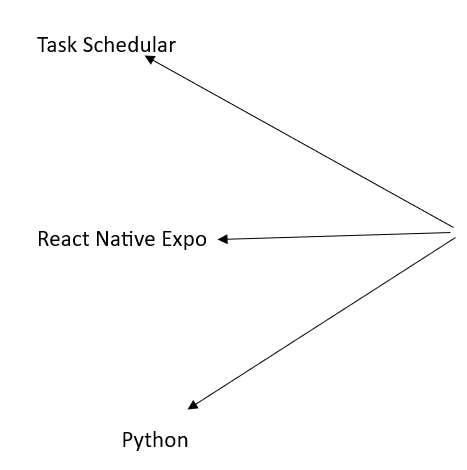 Task Schedular
React Native Expo
Python